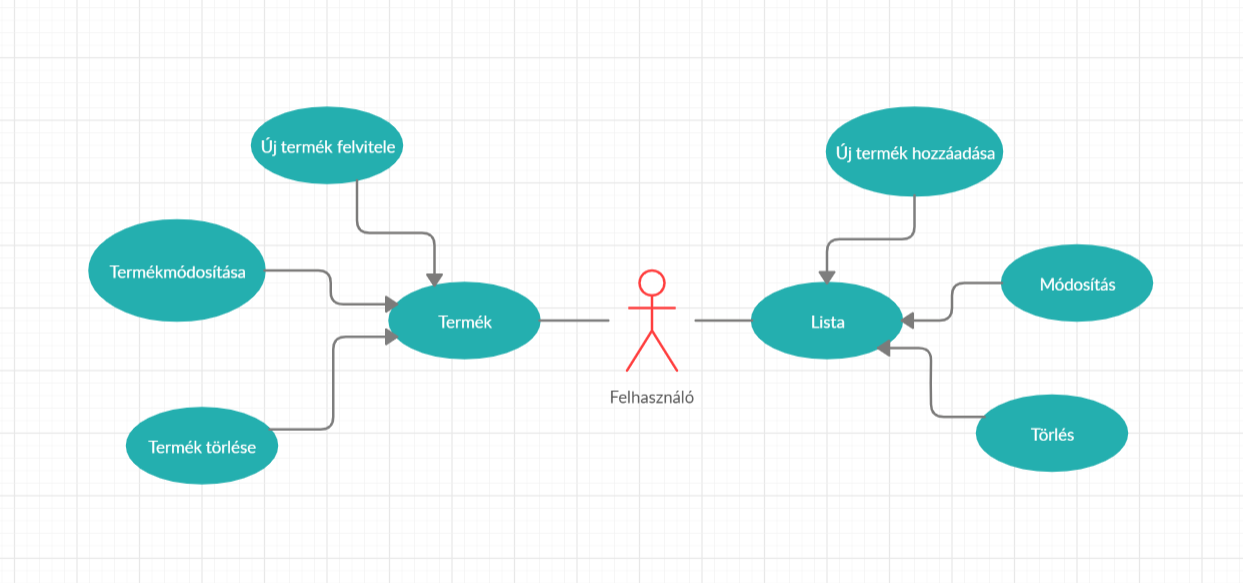 Új termék felvitele
Új termék hozzáadása
Termékmódosítása
Módosítás
Termék
Lista
Felhasználó
Termék törlése
Törlés